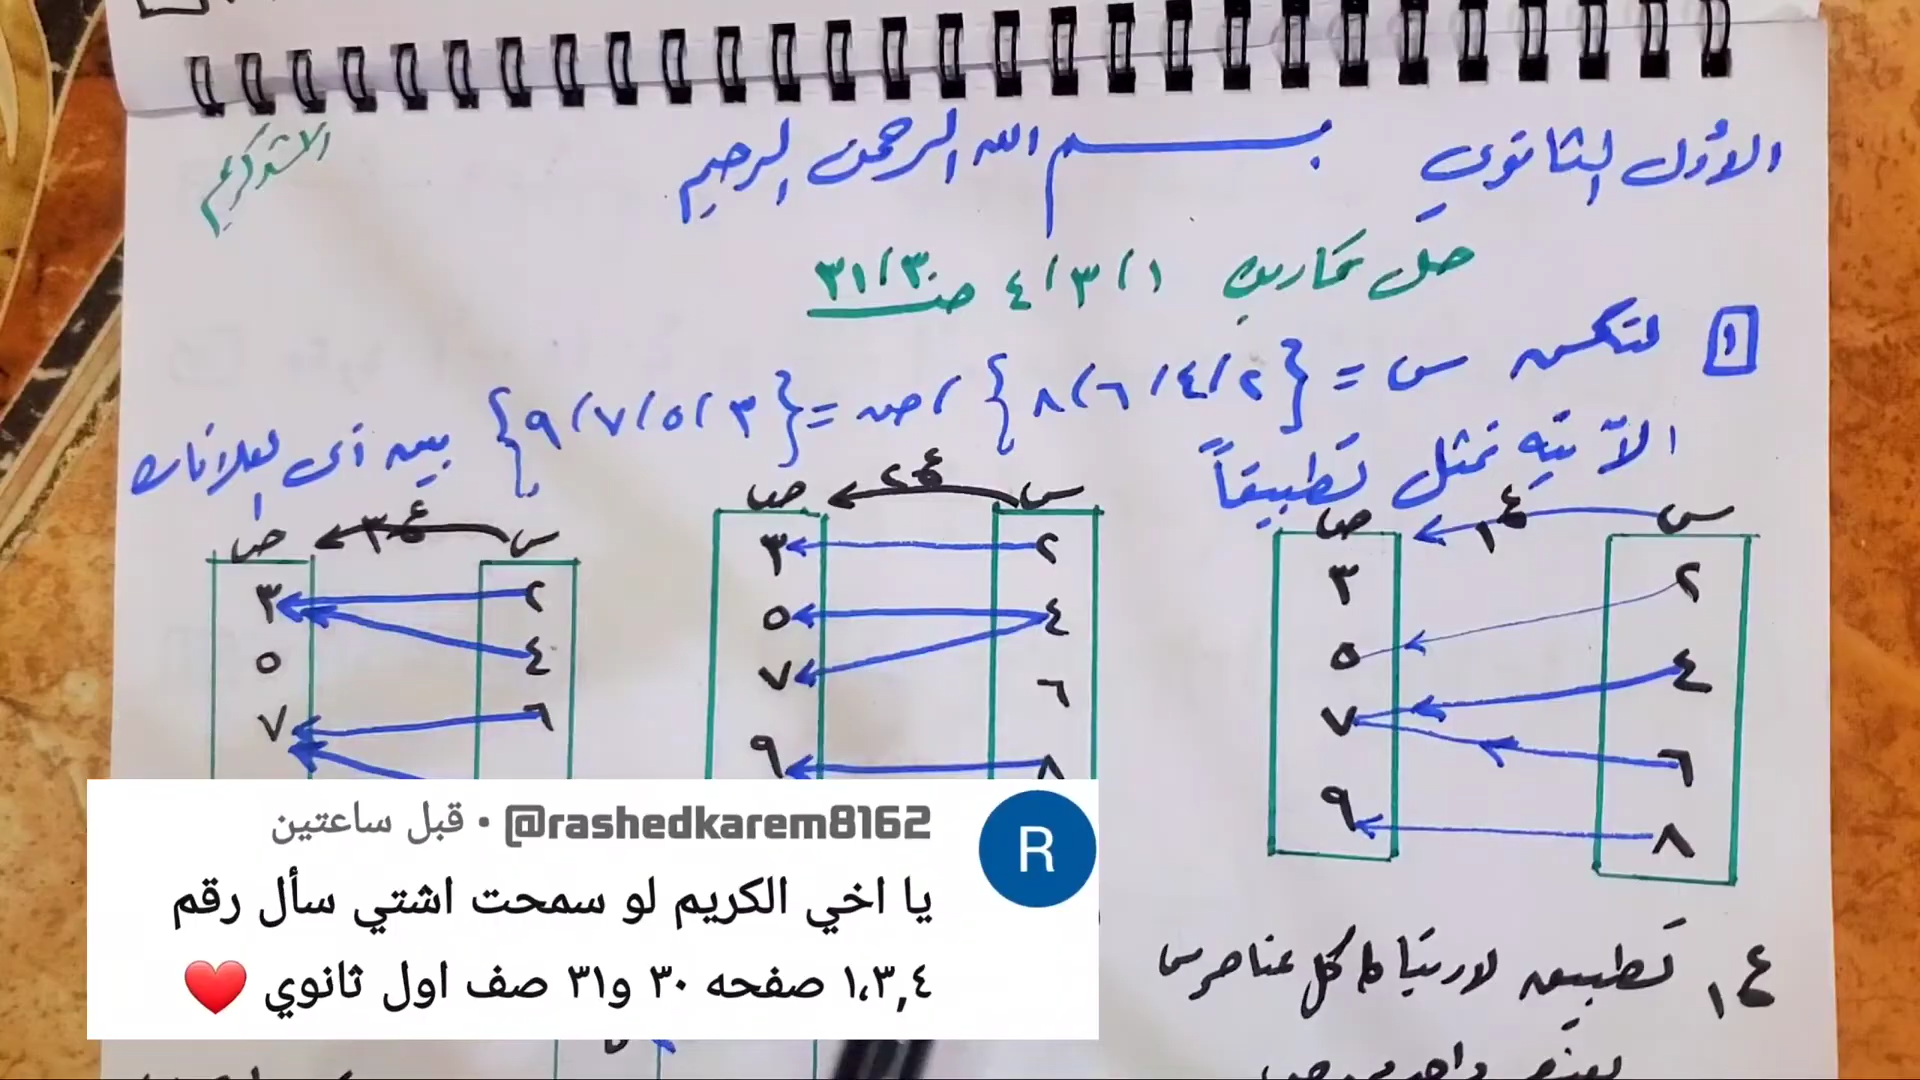 الأول الثانوي
بسم الله الرحمن الرحيم
حل تمارين ١/٣/٤ صـ ٣١/٣٠
١ لتكن س = {٢/٤/٦/٨} / ص = {٣/٥/٧/٩} بين أي العلاقات
الآتية تمثل تطبيقاً
س ع١ ص
٢ ٣
٤ ٥
٦ ٧
٨ ٩
س ع٢ ص
٢ ٣
٤ ٥
٦ ٧
٨ ٩
س ع٣ ص
٢ ٣
٤ ٥
٦ ٧
ع١ تطبيق لارتباط كل عناصر س
بعنصر واحد من ص
@rashedkarem8162 • قبل ساعتين
R
يا اخي الكريم لو سمحت اشتي سأل رقم
١،٣,٤ صفحه ٣٠ و٣١ صف اول ثانوي ❤️